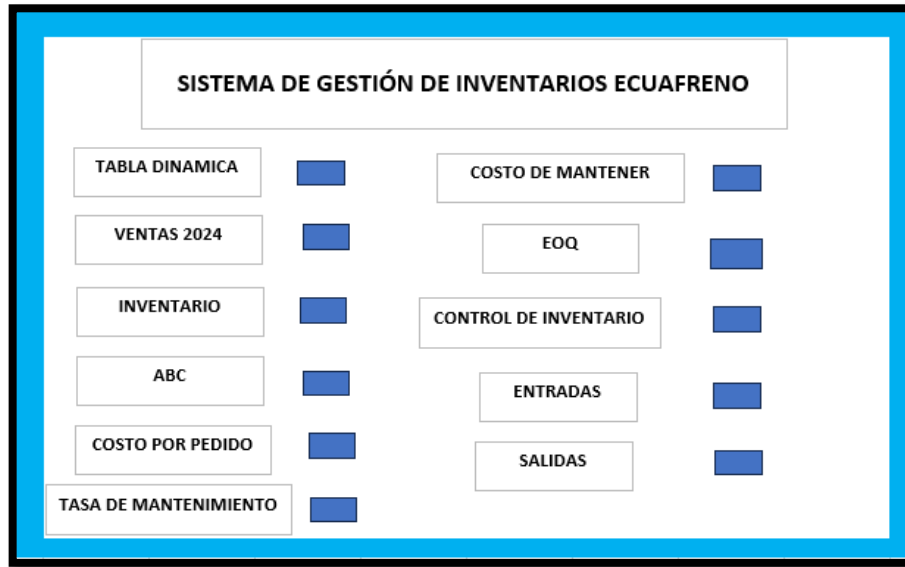 SISTEMA DE GESTIÓN DE INVENTARIOS ECUAFRENO
TABLA DINAMICA
VENTAS 2024
INVENTARIO
ABC
COSTO POR PEDIDO
TASA DE MANTENIMIENTO
COSTO DE MANTENER
EOQ
CONTROL DE INVENTARIO
ENTRADAS
SALIDAS